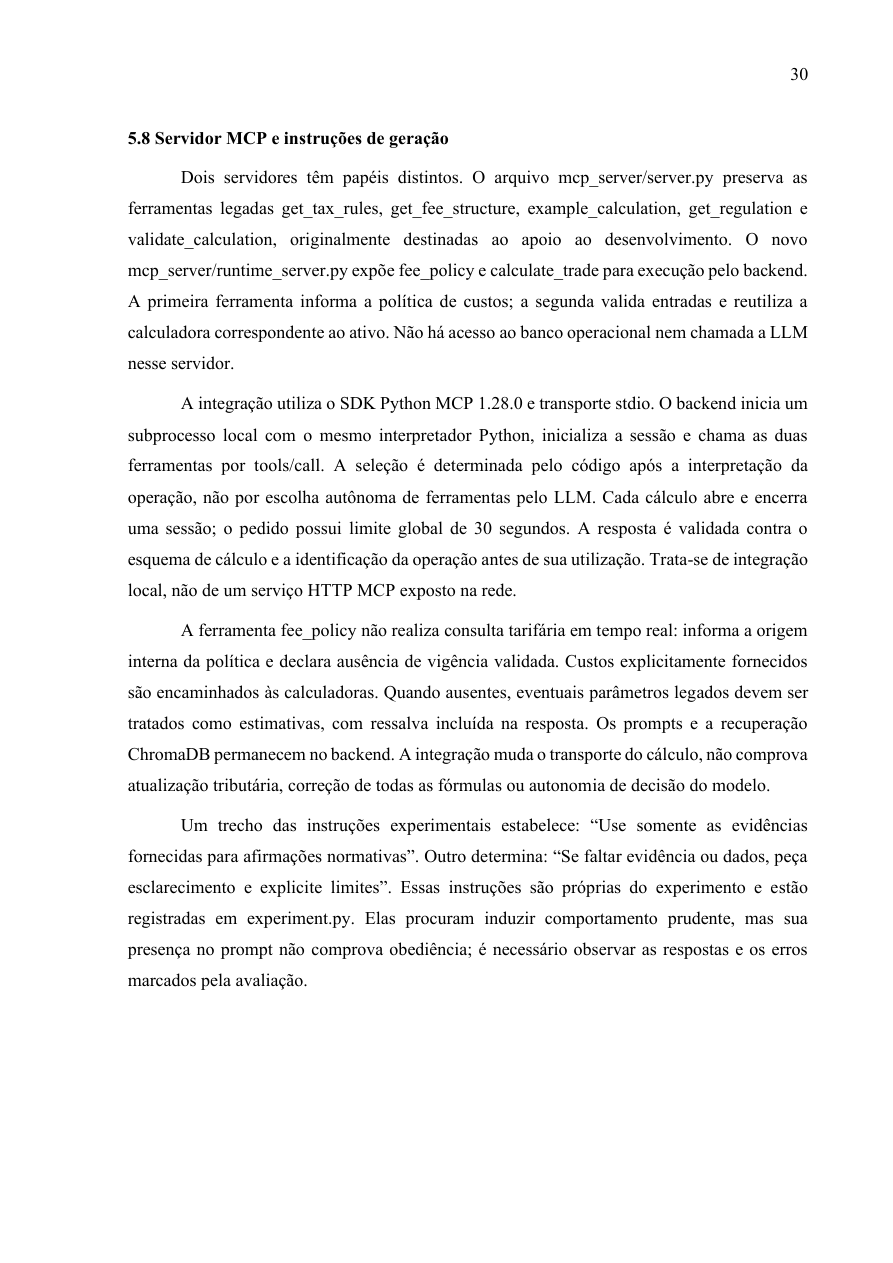 30
5.8 Servidor MCP e instruções de geração
Dois servidores têm papéis distintos. O arquivo mcp_server/server.py preserva as
ferramentas legadas get_tax_rules, get_fee_structure, example_calculation, get_regulation e
validate_calculation, originalmente destinadas ao apoio ao desenvolvimento. O novo
mcp_server/runtime_server.py expõe fee_policy e calculate_trade para execução pelo backend.
A primeira ferramenta informa a política de custos; a segunda valida entradas e reutiliza a
calculadora correspondente ao ativo. Não há acesso ao banco operacional nem chamada a LLM
nesse servidor.
A integração utiliza o SDK Python MCP 1.28.0 e transporte stdio. O backend inicia um
subprocesso local com o mesmo interpretador Python, inicializa a sessão e chama as duas
ferramentas por tools/call. A seleção é determinada pelo código após a interpretação da
operação, não por escolha autônoma de ferramentas pelo LLM. Cada cálculo abre e encerra
uma sessão; o pedido possui limite global de 30 segundos. A resposta é validada contra o
esquema de cálculo e a identificação da operação antes de sua utilização. Trata-se de integração
local, não de um serviço HTTP MCP exposto na rede.
A ferramenta fee_policy não realiza consulta tarifária em tempo real: informa a origem
interna da política e declara ausência de vigência validada. Custos explicitamente fornecidos
são encaminhados às calculadoras. Quando ausentes, eventuais parâmetros legados devem ser
tratados como estimativas, com ressalva incluída na resposta. Os prompts e a recuperação
ChromaDB permanecem no backend. A integração muda o transporte do cálculo, não comprova
atualização tributária, correção de todas as fórmulas ou autonomia de decisão do modelo.
Um trecho das instruções experimentais estabelece: “Use somente as evidências
fornecidas para afirmações normativas”. Outro determina: “Se faltar evidência ou dados, peça
esclarecimento e explicite limites”. Essas instruções são próprias do experimento e estão
registradas em experiment.py. Elas procuram induzir comportamento prudente, mas sua
presença no prompt não comprova obediência; é necessário observar as respostas e os erros
marcados pela avaliação.